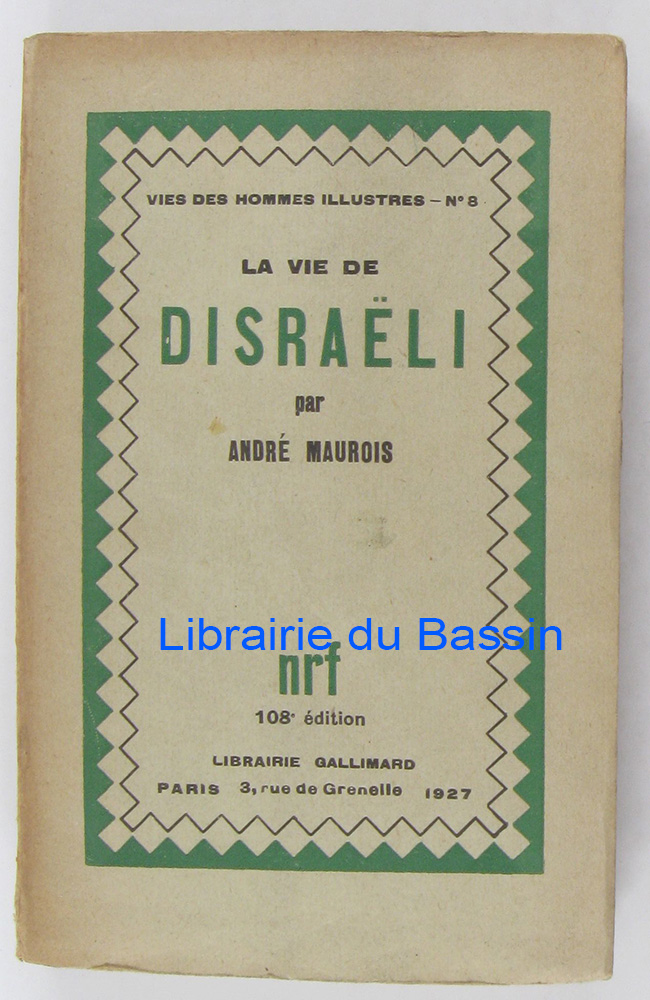 VIES DES HOMMES ILLUSTRES – Nº 8
LA VIE DE
DISRAËLI
par
ANDRÉ MAUROIS
Librairie du Bassin
nrf
108e édition
LIBRAIRIE GALLIMARD
PARIS 3, rue de Grenelle 1927